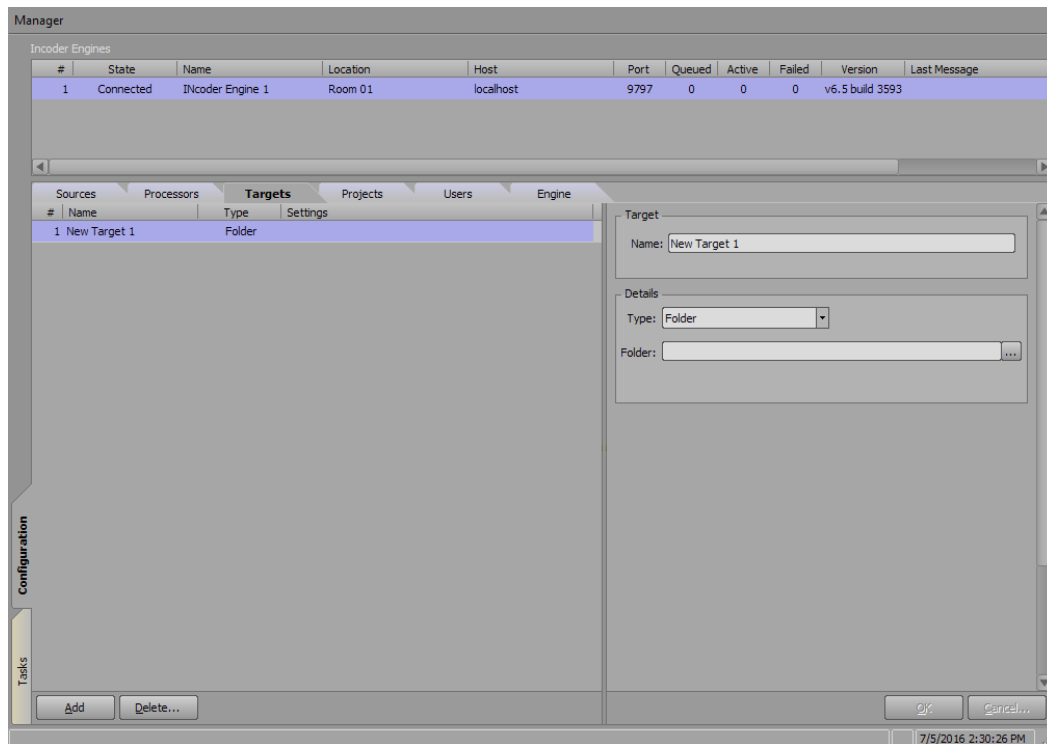 Manager
Incoder Engines
# State Name Location Host Port Queued Active Failed Version Last Message
1 Connected INcoder Engine 1 Room 01 localhost 9797 0 0 0 v6.5 build 3593
Sources Processors Targets Projects Users Engine
# Name Type Settings
1 New Target 1 Folder
Target
Name: New Target 1
Details
Type: Folder
Folder: ...
Configuration
Tasks
Add Delete... OK Cancel...
7/5/2016 2:30:26 PM